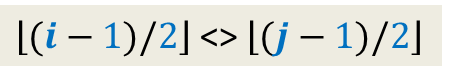 ⌊(i − 1)/2⌋ <> ⌊(j − 1)/2⌋